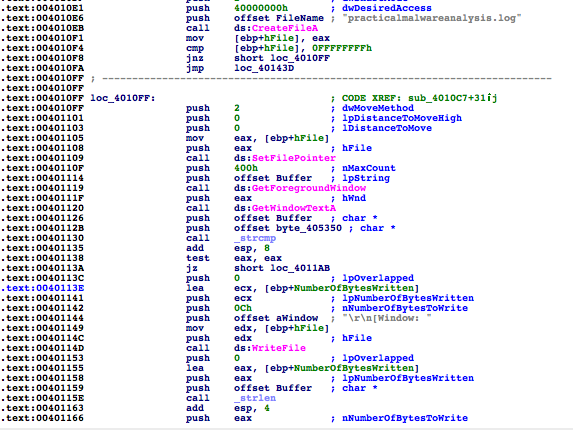 .text:004010E1 push 40000000h ; dwDesiredAccess
.text:004010E6 push offset FileName ; "practicalmalwareanalysis.log"
.text:004010EB call ds:CreateFileA
.text:004010F1 mov [ebp+hFile], eax
.text:004010F4 cmp [ebp+hFile], 0FFFFFFFFh
.text:004010F8 jnz short loc_4010FF
.text:004010FA jmp loc_40143D
.text:004010FF ; ---------------------------------------------------------------------------
.text:004010FF
.text:004010FF loc_4010FF: ; CODE XREF: sub_4010C7+31↑j
.text:004010FF push 2 ; dwMoveMethod
.text:00401101 push 0 ; lpDistanceToMoveHigh
.text:00401103 push 0 ; lDistanceToMove
.text:00401105 mov eax, [ebp+hFile]
.text:00401108 push eax ; hFile
.text:00401109 call ds:SetFilePointer
.text:0040110F push 400h ; nMaxCount
.text:00401114 push offset Buffer ; lpString
.text:00401119 call ds:GetForegroundWindow
.text:0040111F push eax ; hWnd
.text:00401120 call ds:GetWindowTextA
.text:00401126 push offset Buffer ; char *
.text:0040112B push offset byte_405350 ; char *
.text:00401130 call _strcmp
.text:00401135 add esp, 8
.text:00401138 test eax, eax
.text:0040113A jz short loc_4011AB
.text:0040113C push 0 ; lpOverlapped
.text:0040113E lea ecx, [ebp+NumberOfBytesWritten]
.text:00401141 push ecx ; lpNumberOfBytesWritten
.text:00401142 push 0Ch ; nNumberOfBytesToWrite
.text:00401144 push offset aWindow ; "\r\n[Window: "
.text:00401149 mov edx, [ebp+hFile]
.text:0040114C push edx ; hFile
.text:0040114D call ds:WriteFile
.text:00401153 push 0 ; lpOverlapped
.text:00401155 lea eax, [ebp+NumberOfBytesWritten]
.text:00401158 push eax ; lpNumberOfBytesWritten
.text:00401159 push offset Buffer ; char *
.text:0040115E call _strlen
.text:00401163 add esp, 4
.text:00401166 push eax ; nNumberOfBytesToWrite